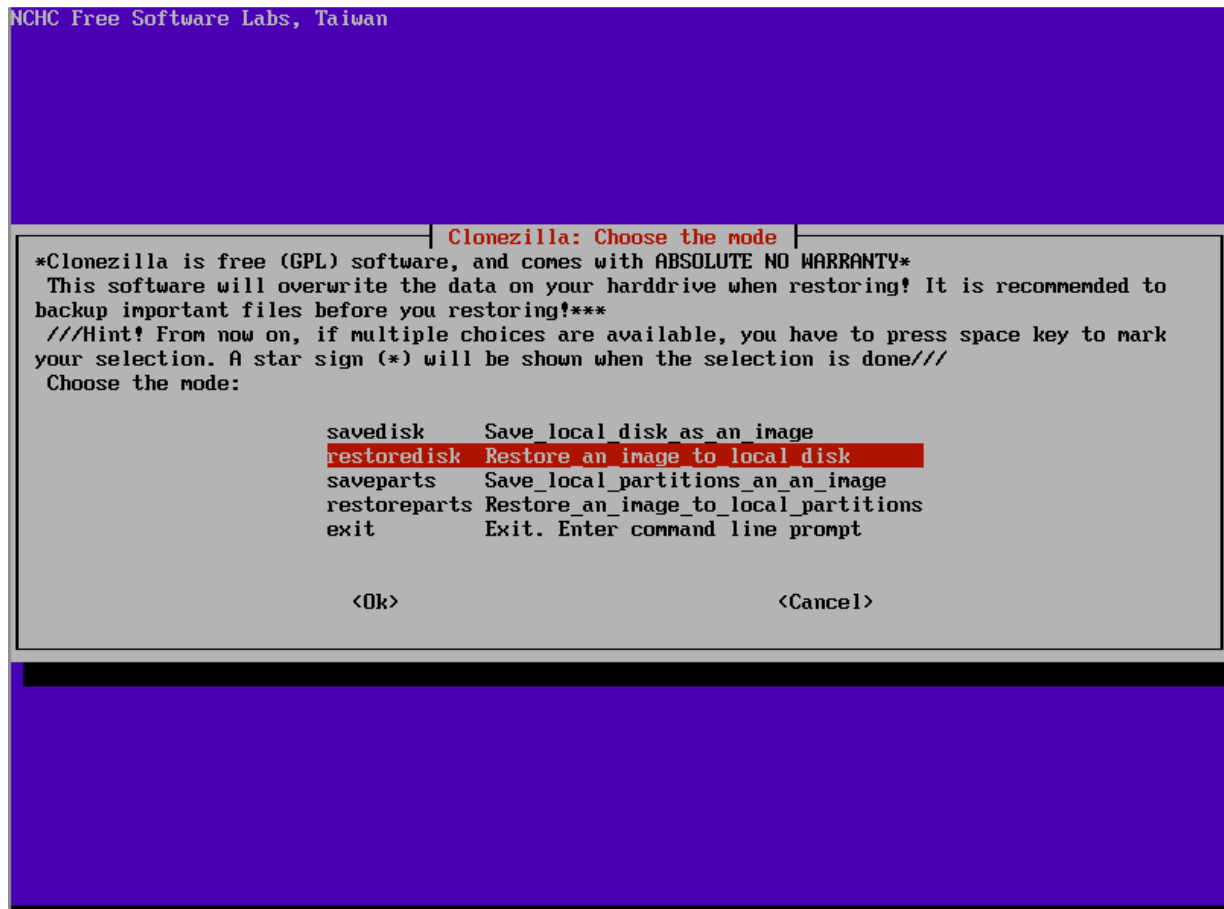 NCHC Free Software Labs, Taiwan
Clonezilla: Choose the mode
*Clonezilla is free (GPL) software, and comes with ABSOLUTE NO WARRANTY*
This software will overwrite the data on your harddrive when restoring! It is recommended to
backup important files before you restoring!***
///Hint! From now on, if multiple choices are available, you have to press space key to mark
your selection. A star sign (*) will be shown when the selection is done///
Choose the mode:
savedisk Save_local_disk_as_an_image
restoredisk Restore_an_image_to_local_disk
saveparts Save_local_partitions_an_an_image
restoreparts Restore_an_image_to_local_partitions
exit Exit. Enter command line prompt
<Ok> <Cancel>